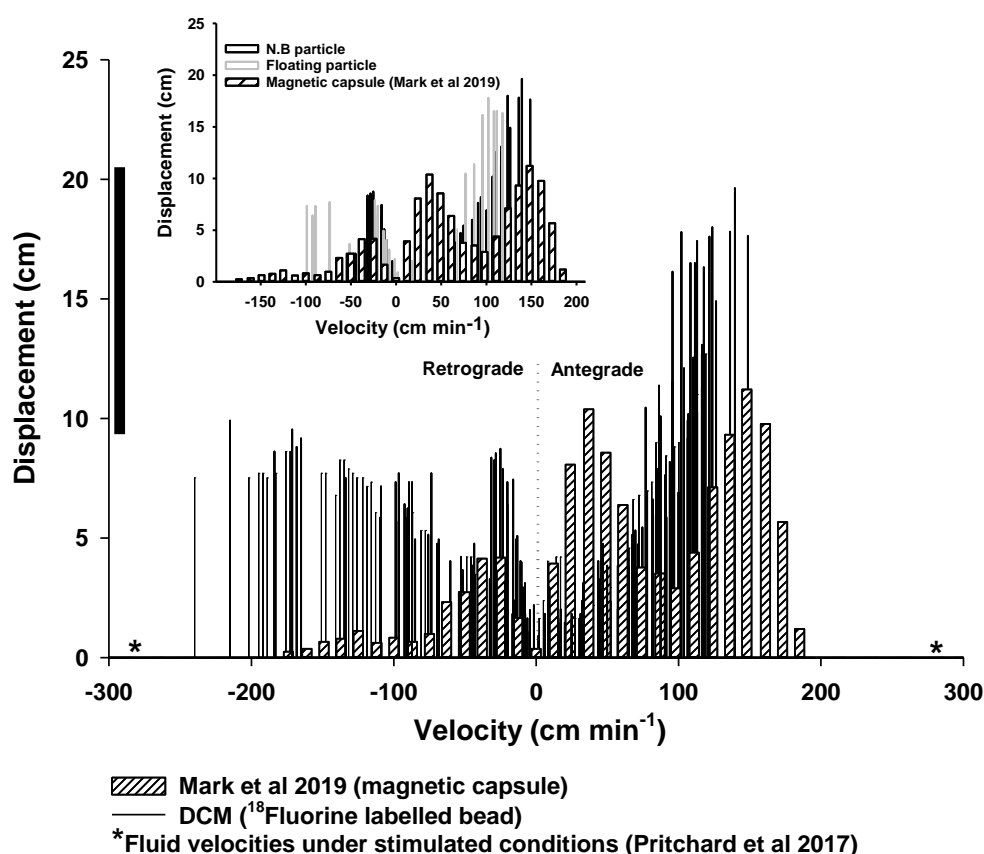 25
20
15
10
5
0
Displacement (cm)
25
20
15
10
5
0
Displacement (cm)
N.B particle
Floating particle
Magnetic capsule (Mark et al 2019)
-150 -100 -50 0 50 100 150 200
Velocity (cm min-1)
Retrograde Antegrade
* *
-300 -200 -100 0 100 200 300
Velocity (cm min-1)
Mark et al 2019 (magnetic capsule)
DCM (18Fluorine labelled bead)
*Fluid velocities under stimulated conditions (Pritchard et al 2017)